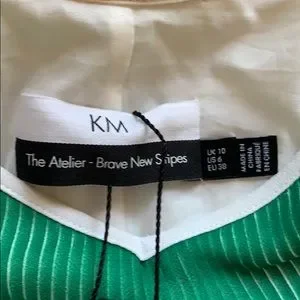 KM
The Atelier - Brave New Stripes
UK 10
US 6
EU 38
MADE IN
CHINA
FABRIQUÉ
EN CHINE